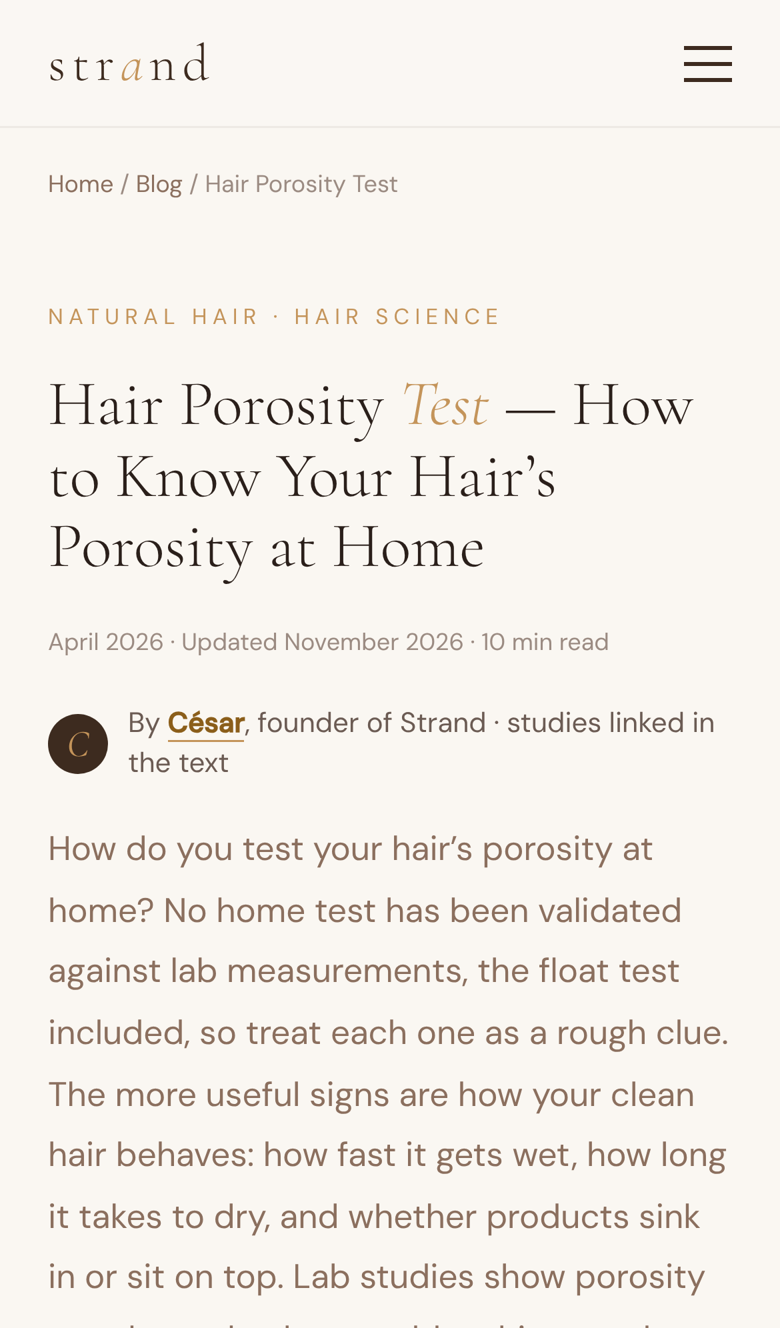 strand
Home / Blog / Hair Porosity Test
NATURAL HAIR · HAIR SCIENCE
Hair Porosity Test — How
to Know Your Hair’s
Porosity at Home
April 2026 · Updated November 2026 · 10 min read
C
By César, founder of Strand · studies linked in
the text
How do you test your hair’s porosity at
home? No home test has been validated
against lab measurements, the float test
included, so treat each one as a rough clue.
The more useful signs are how your clean
hair behaves: how fast it gets wet, how long
it takes to dry, and whether products sink
in or sit on top. Lab studies show porosity